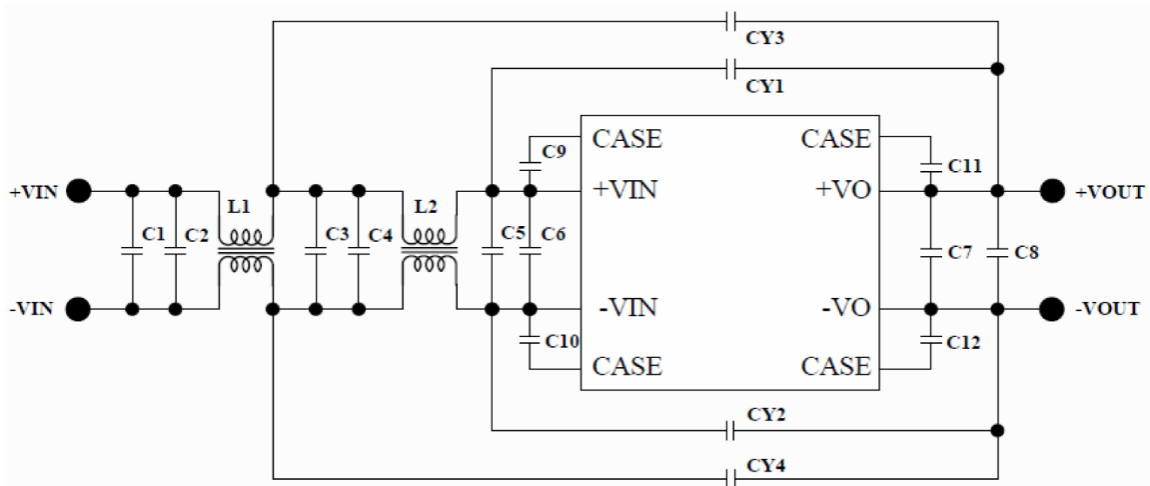 CY3
CY1
C9 CASE CASE C11
+VIN +VIN +VO +VOUT
L1 L2
C1 C2 C3 C4 C5 C6 C7 C8
-VIN -VIN -VO -VOUT
C10 CASE CASE C12
CY2
CY4